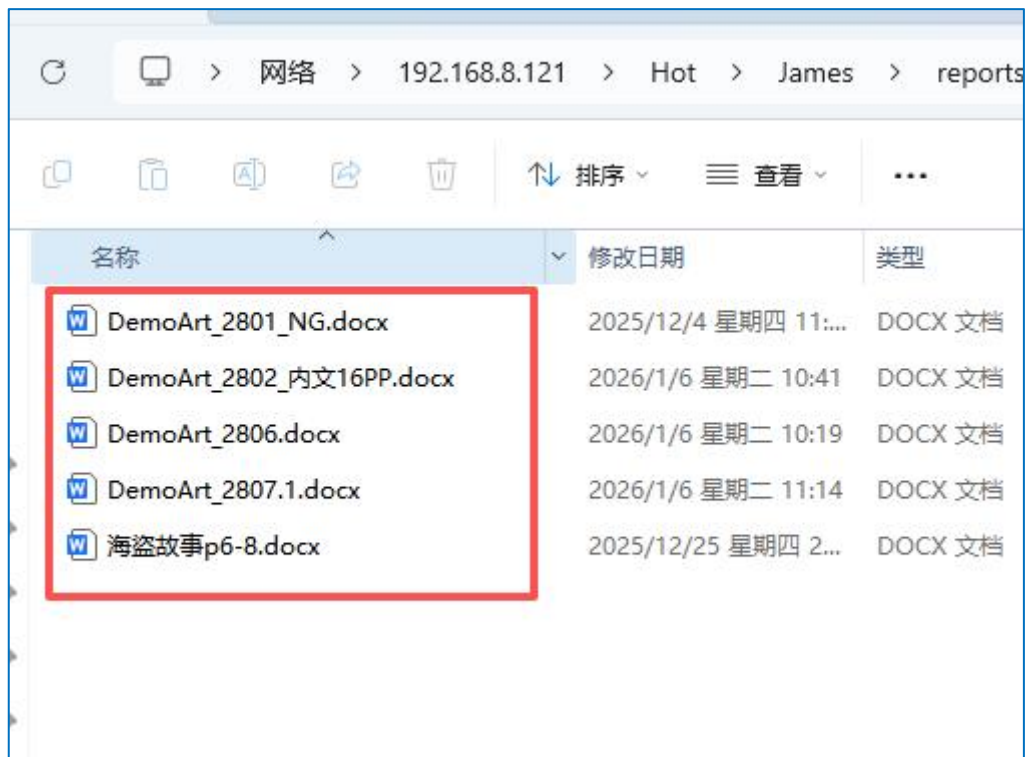 网络 > 192.168.8.121 > Hot > James > reports
排序 查看 ...
名称 修改日期 类型
DemoArt_2801_NG.docx 2025/12/4 星期四 11:... DOCX 文档
DemoArt_2802_内文16PP.docx 2026/1/6 星期二 10:41 DOCX 文档
DemoArt_2806.docx 2026/1/6 星期二 10:19 DOCX 文档
DemoArt_2807.1.docx 2026/1/6 星期二 11:14 DOCX 文档
海盗故事p6-8.docx 2025/12/25 星期四 2... DOCX 文档